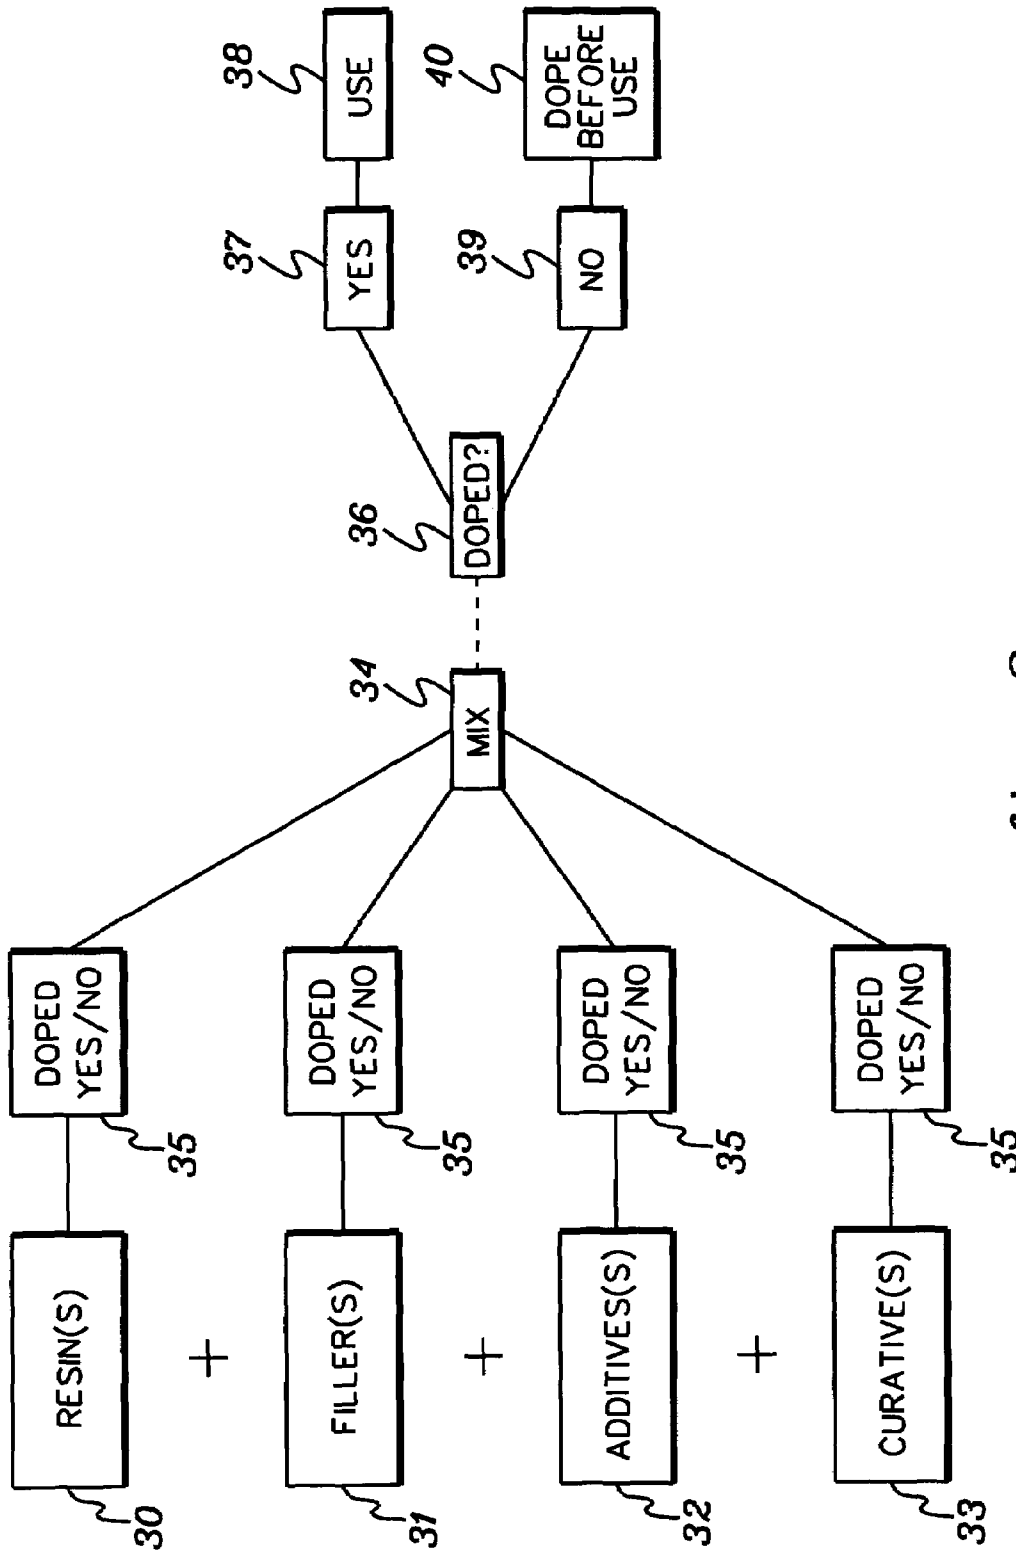 30
RESIN(S)
35
DOPED
YES/NO
+
31
FILLER(S)
35
DOPED
YES/NO
+
32
ADDITIVES(S)
35
DOPED
YES/NO
+
33
CURATIVE(S)
35
DOPED
YES/NO
34
MIX
36
DOPED?
37
YES
38
USE
39
NO
40
DOPE
BEFORE
USE